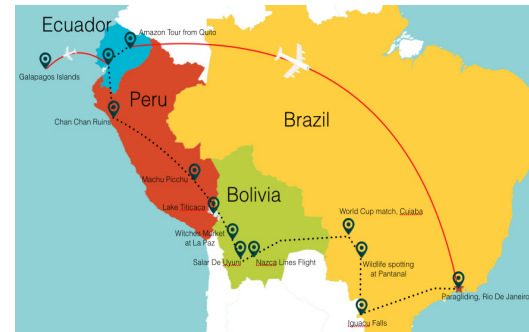 Ecuador
Amazon Tour from Quito
Galapagos Islands
Peru
Chan Chan Ruins
Brazil
Machu Picchu
Bolivia
Lake Titicaca
World Cup match, Cuiaba
Witches Market
at La Paz
Wildlife spotting
at Pantanal
Salar De Uyuni
Nazca Lines Flight
Paragliding, Rio De Janeiro
Iguacu Falls